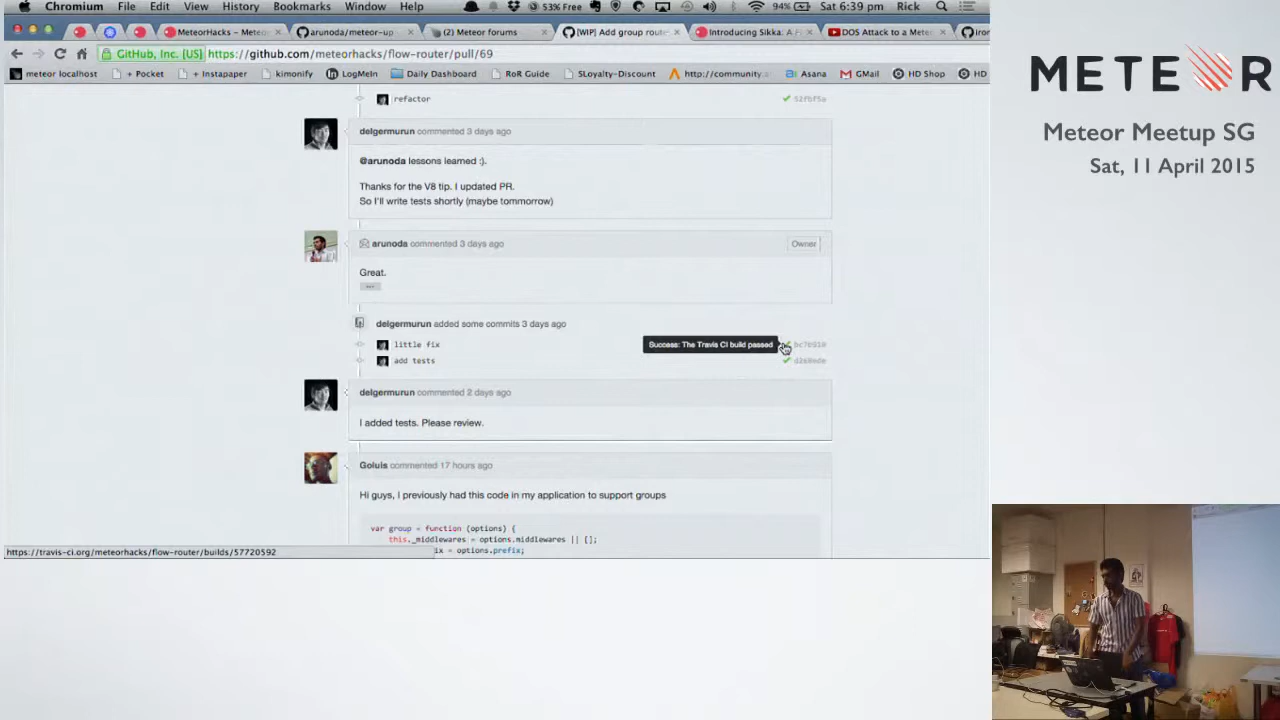 Chromium File Edit View History Bookmarks Window Help
53% Free 94% Sat 6:39 pm Rick
MeteorHacks – Meteo
arunoda/meteor-up
(2) Meteor forums
[WIP] Add group route
Introducing Sikka: A F
DOS Attack to a Meteo
iron
GitHub, Inc. [US] https://github.com/meteorhacks/flow-router/pull/69
meteor localhost + Pocket + Instapaper kimonify LogMeIn Daily Dashboard RoR Guide SLoyalty-Discount http://community.a Asana GMail HD Shop HD
refactor 52fbf5a
delgermurun commented 3 days ago
@arunoda lessons learned :).
Thanks for the V8 tip. I updated PR.
So I'll write tests shortly (maybe tommorrow)
arunoda commented 3 days ago Owner
Great.
...
delgermurun added some commits 3 days ago
little fix Success: The Travis CI build passed
add tests
delgermurun commented 2 days ago
I added tests. Please review.
Goluis commented 17 hours ago
Hi guys, I previously had this code in my application to support groups
var group = function (options) {
this._middlewares = options.middlewares || [];
ix = options.prefix;
https://travis-ci.org/meteorhacks/flow-router/builds/57720592
METEOR
Meteor Meetup SG
Sat, 11 April 2015